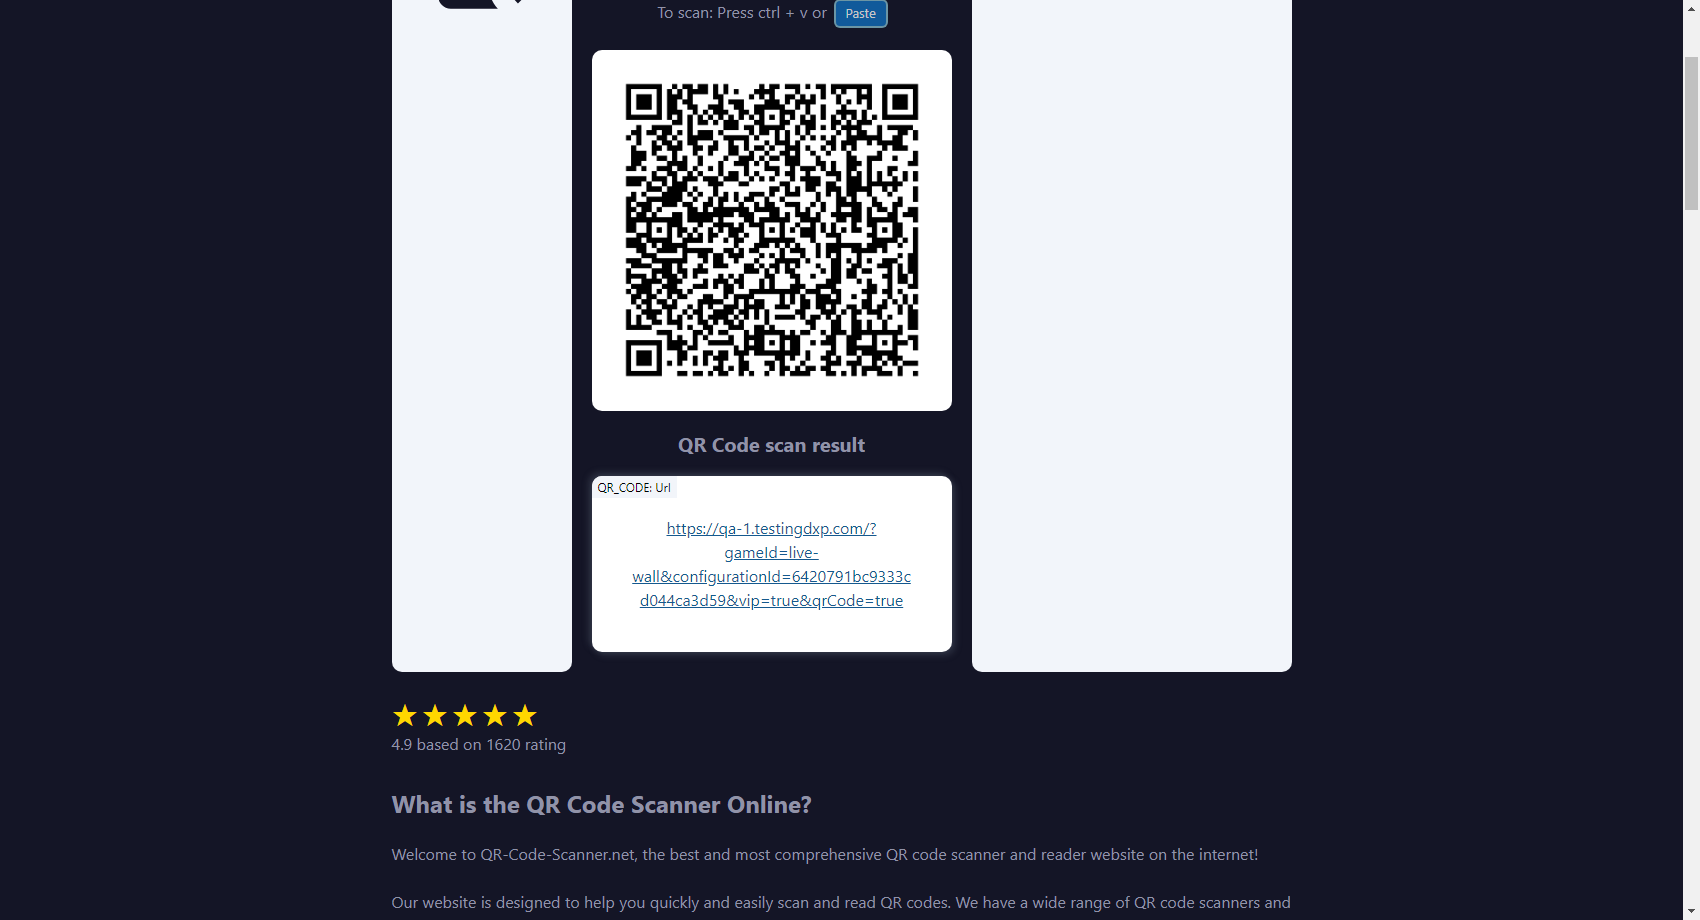 To scan: Press ctrl + v or Paste
QR Code scan result
QR_CODE: Url
https://qa-1.testingdxp.com/?
gameId=live-
wall&configurationId=6420791bc9333c
d044ca3d59&vip=true&qrCode=true
4.9 based on 1620 rating
What is the QR Code Scanner Online?
Welcome to QR-Code-Scanner.net, the best and most comprehensive QR code scanner and reader website on the internet!
Our website is designed to help you quickly and easily scan and read QR codes. We have a wide range of QR code scanners and